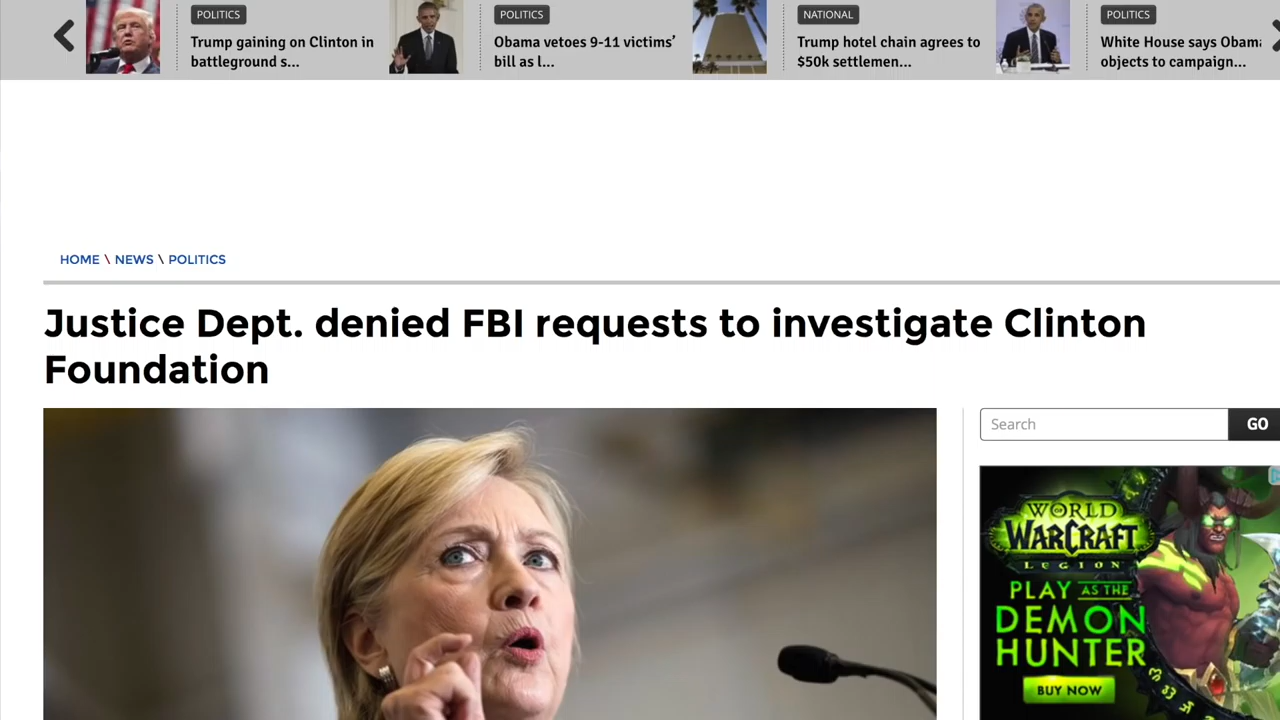 POLITICS
Trump gaining on Clinton in
battleground s...
POLITICS
Obama vetoes 9-11 victims'
bill as l...
NATIONAL
Trump hotel chain agrees to
$50k settlemen...
POLITICS
White House says Obama
objects to campaign...
HOME \ NEWS \ POLITICS
Justice Dept. denied FBI requests to investigate Clinton
Foundation
Search
GO
WORLD
OF
WARCRAFT
LEGION
PLAY AS THE
DEMON
HUNTER
BUY NOW